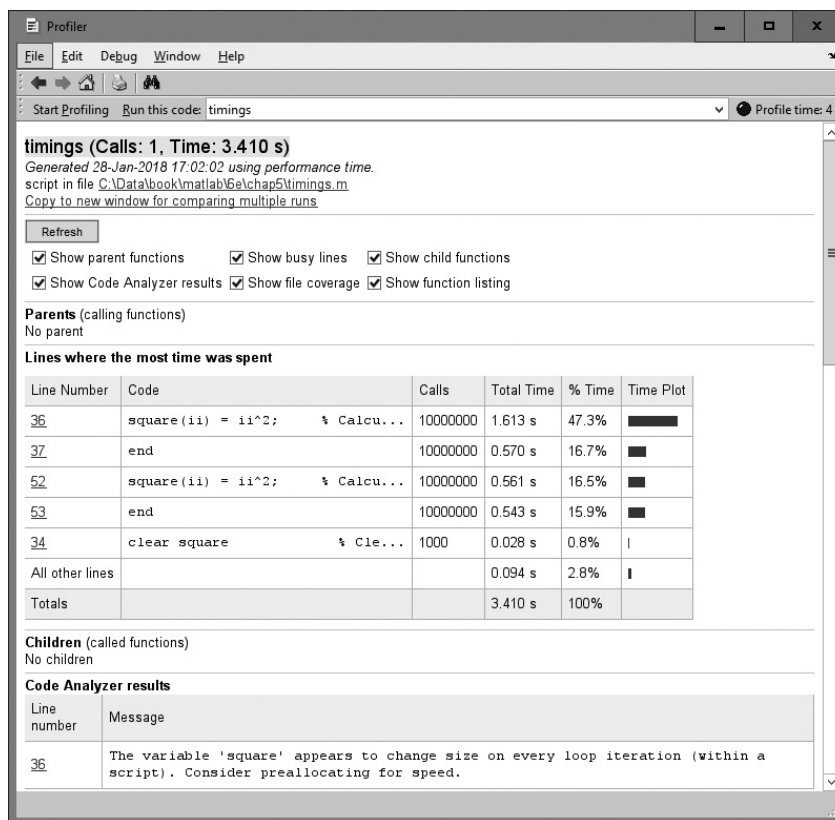 Profiler
File Edit Debug Window Help
Start Profiling Run this code: timings Profile time: 4
timings (Calls: 1, Time: 3.410 s)
Generated 28-Jan-2018 17:02:02 using performance time.
script in file C:\Data\book\matlab\6e\chap5\timings.m
Copy to new window for comparing multiple runs
Refresh
Show parent functions Show busy lines Show child functions
Show Code Analyzer results Show file coverage Show function listing
Parents (calling functions)
No parent
Lines where the most time was spent
Line Number Code Calls Total Time % Time Time Plot
36 square(ii) = ii^2; % Calcu... 10000000 1.613 s 47.3%
37 end 10000000 0.570 s 16.7%
52 square(ii) = ii^2; % Calcu... 10000000 0.561 s 16.5%
53 end 10000000 0.543 s 15.9%
34 clear square % Cle... 1000 0.028 s 0.8%
All other lines 0.094 s 2.8%
Totals 3.410 s 100%
Children (called functions)
No children
Code Analyzer results
Line number Message
36 The variable 'square' appears to change size on every loop iteration (within a
script). Consider preallocating for speed.